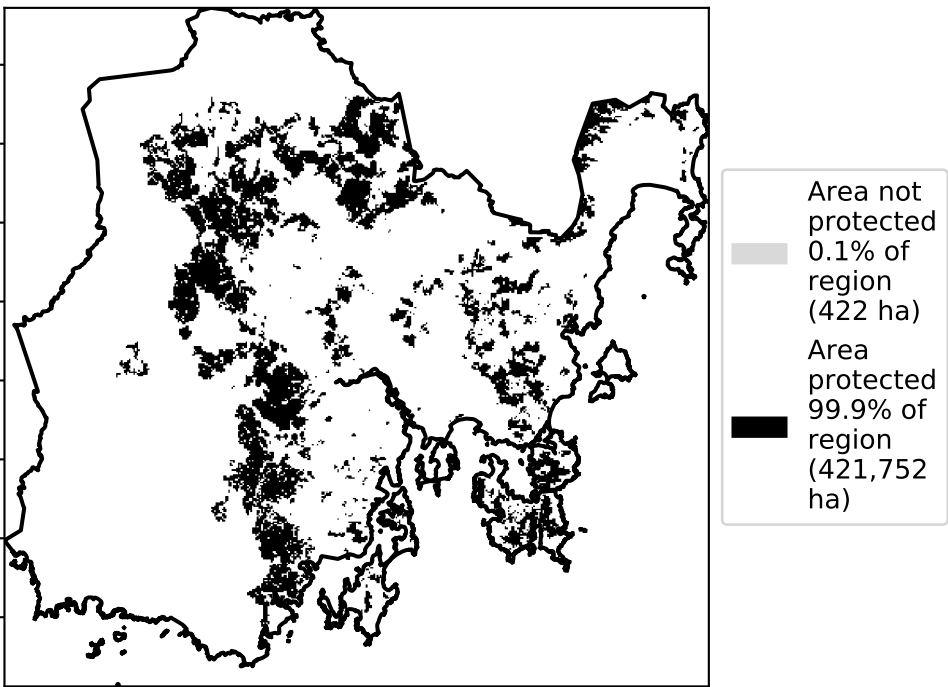 Area not
protected
0.1% of
region
(422 ha)
Area
protected
99.9% of
region
(421,752
ha)